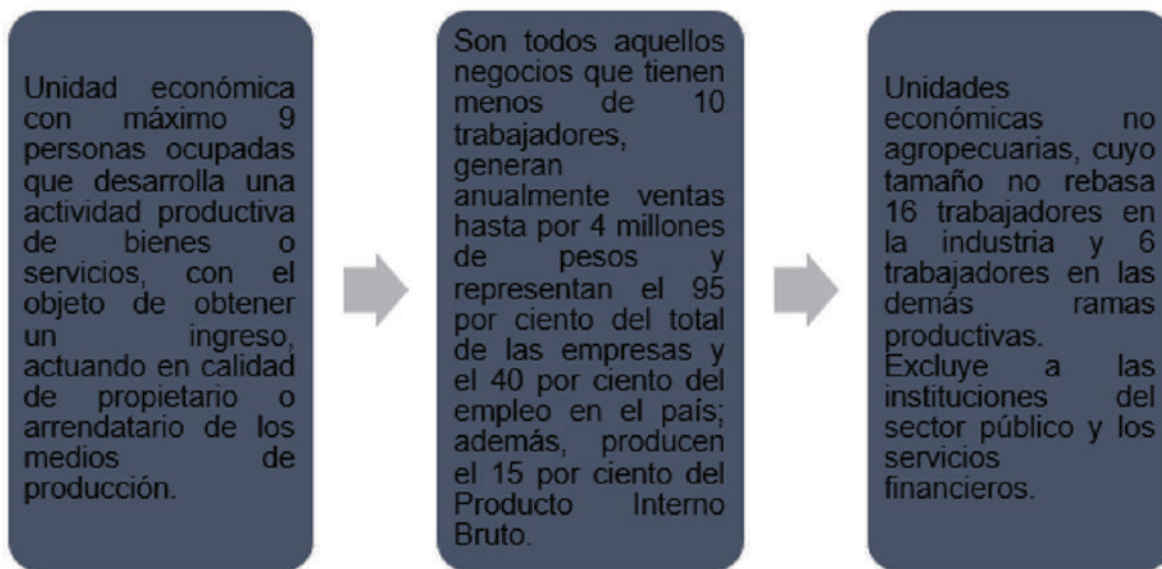 Unidad económica
con máximo 9
personas ocupadas
que desarrolla una
actividad productiva
de bienes o
servicios, con el
objeto de obtener
un ingreso,
actuando en calidad
de propietario o
arrendatario de los
medios de
producción.
Son todos aquellos
negocios que tienen
menos de 10
trabajadores,
generan
anualmente ventas
hasta por 4 millones
de pesos y
representan el 95
por ciento del total
de las empresas y
el 40 por ciento del
empleo en el país;
además, producen
el 15 por ciento del
Producto Interno
Bruto.
Unidades
económicas no
agropecuarias, cuyo
tamaño no rebasa
16 trabajadores en
la industria y 6
trabajadores en las
demás ramas
productivas.
Excluye a las
instituciones del
sector público y los
servicios
financieros.